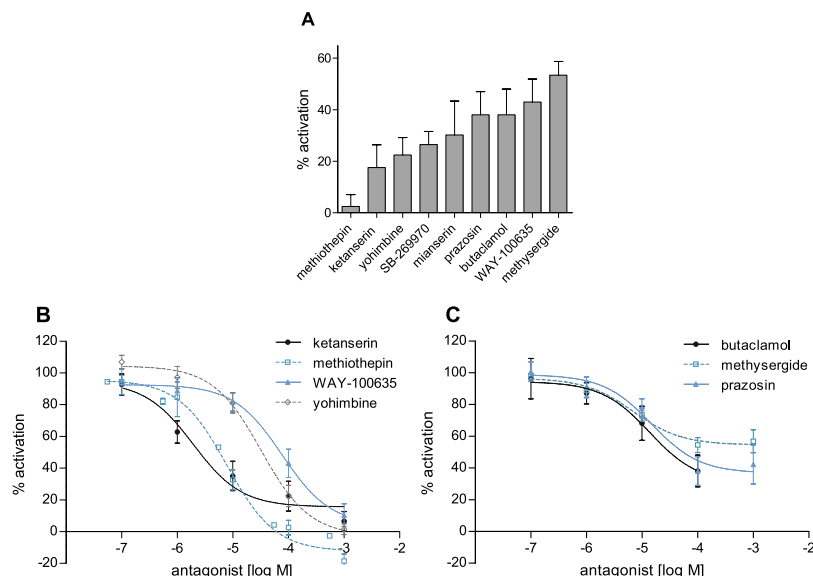 A
% activation
60
40
20
0
methiothepin
ketanserin
yohimbine
SB-269970
mianserin
prazosin
butaclamol
WAY-100635
methysergide
B
% activation
120
100
80
60
40
20
0
-20
-7
-6
-5
-4
-3
-2
antagonist [log M]
ketanserin
methiothepin
WAY-100635
yohimbine
C
% activation
120
100
80
60
40
20
0
-20
-7
-6
-5
-4
-3
-2
antagonist [log M]
butaclamol
methysergide
prazosin